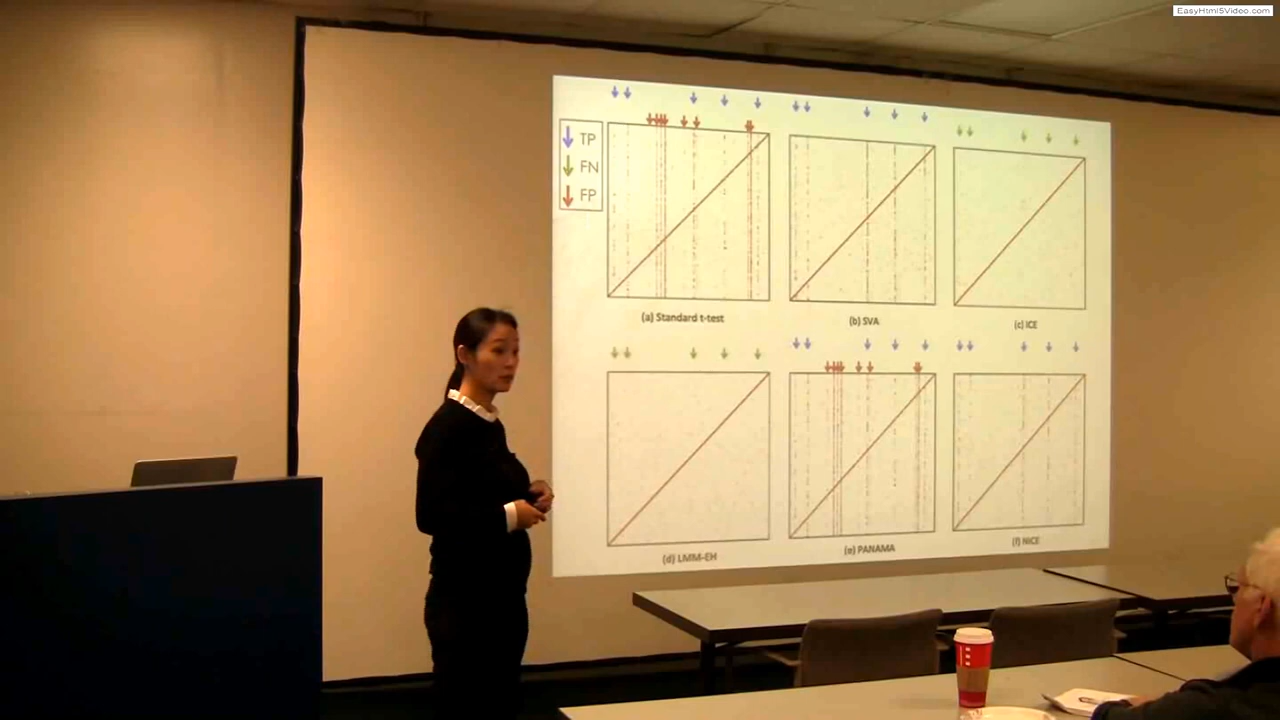 EasyHtml5Video.com
TP
FN
FP
(a) Standard t-test
(b) SVA
(c) ICE
(d) LMM-EH
(e) PANAMA
(f) NICE